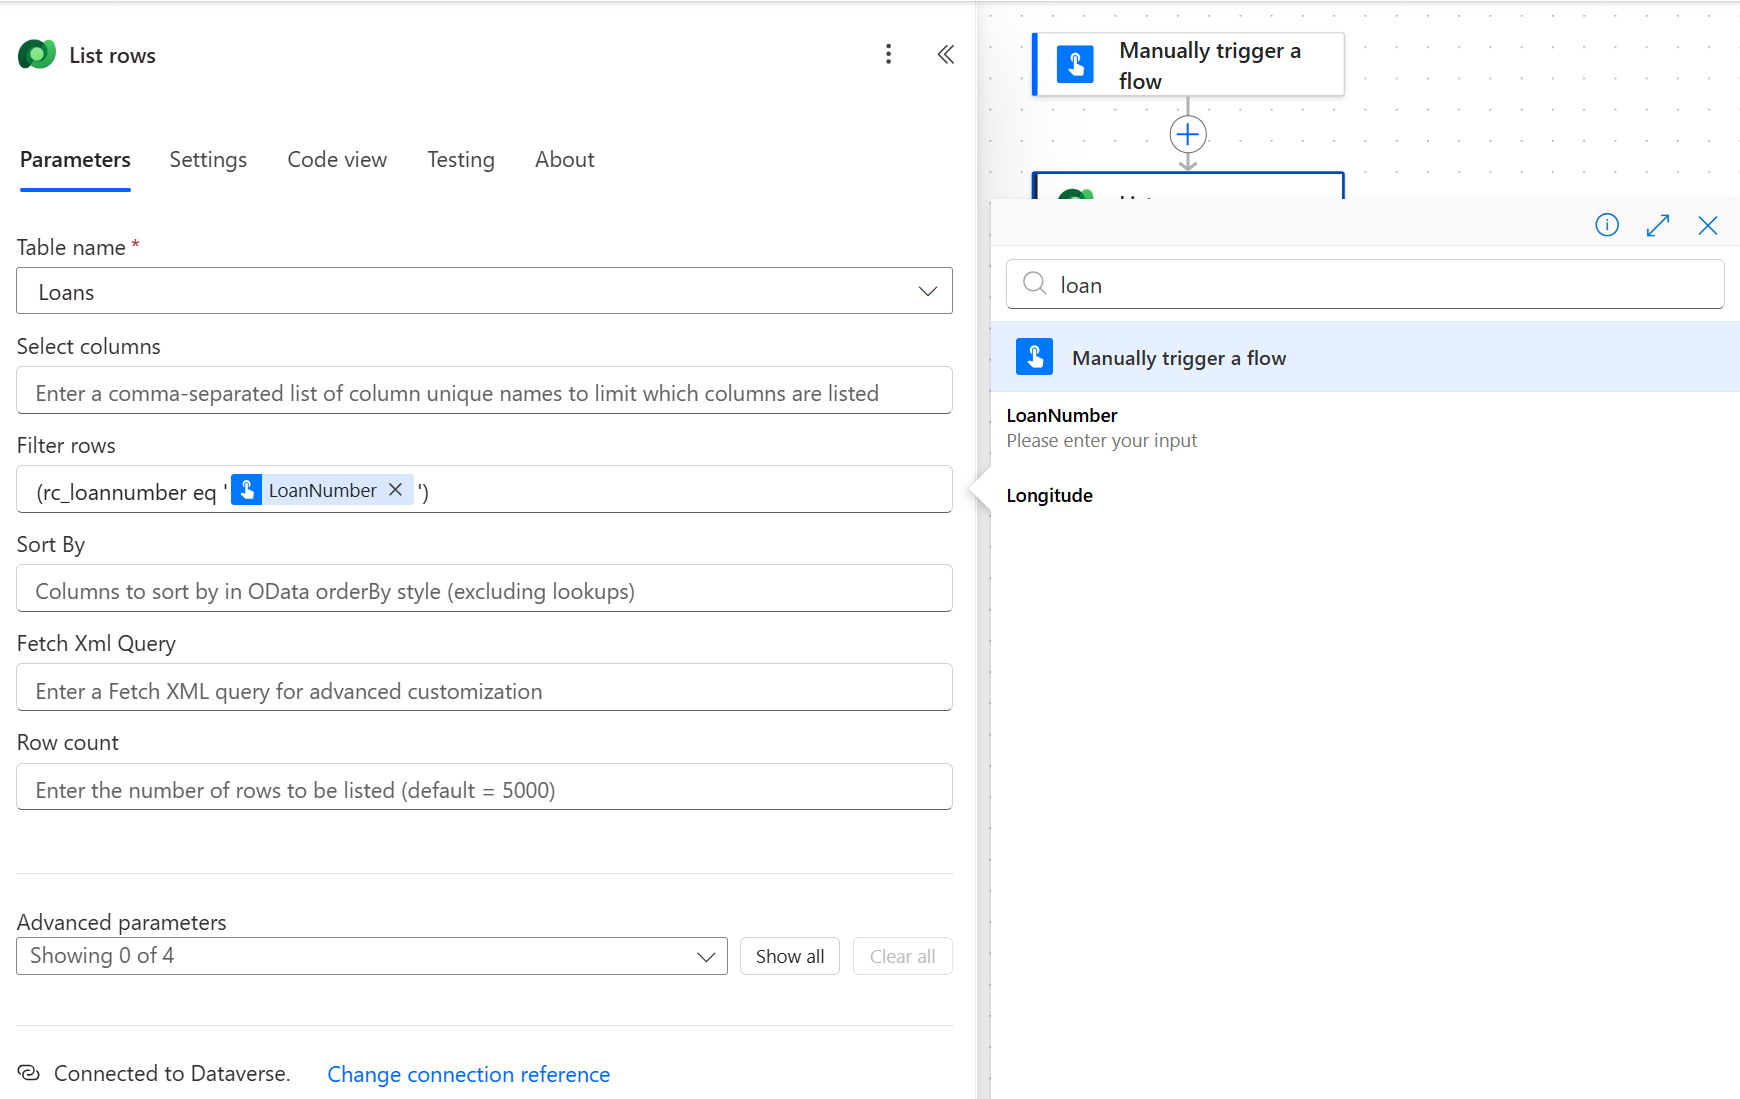 List rows
Parameters
Settings
Code view
Testing
About
Table name *
Loans
Select columns
Enter a comma-separated list of column unique names to limit which columns are listed
Filter rows
(rc_loannumber eq ' LoanNumber ')
Sort By
Columns to sort by in OData orderBy style (excluding lookups)
Fetch Xml Query
Enter a Fetch XML query for advanced customization
Row count
Enter the number of rows to be listed (default = 5000)
Advanced parameters
Showing 0 of 4
Show all
Clear all
Connected to Dataverse.
Change connection reference
Manually trigger a
flow
loan
Manually trigger a flow
LoanNumber
Please enter your input
Longitude